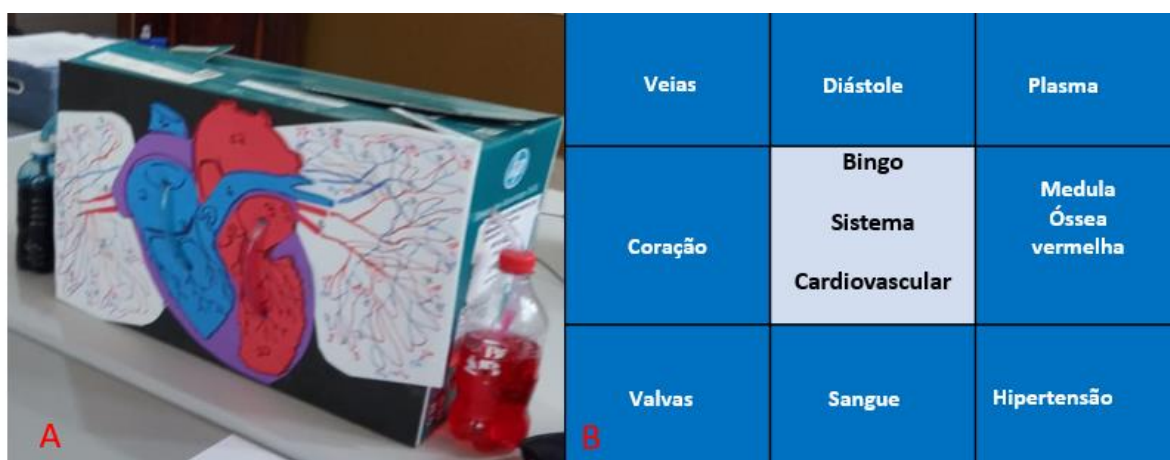 A
Veias
Diástole
Plasma
Coração
Bingo
Sistema
Cardiovascular
Medula
Óssea
vermelha
Valvas
Sangue
Hipertensão
B